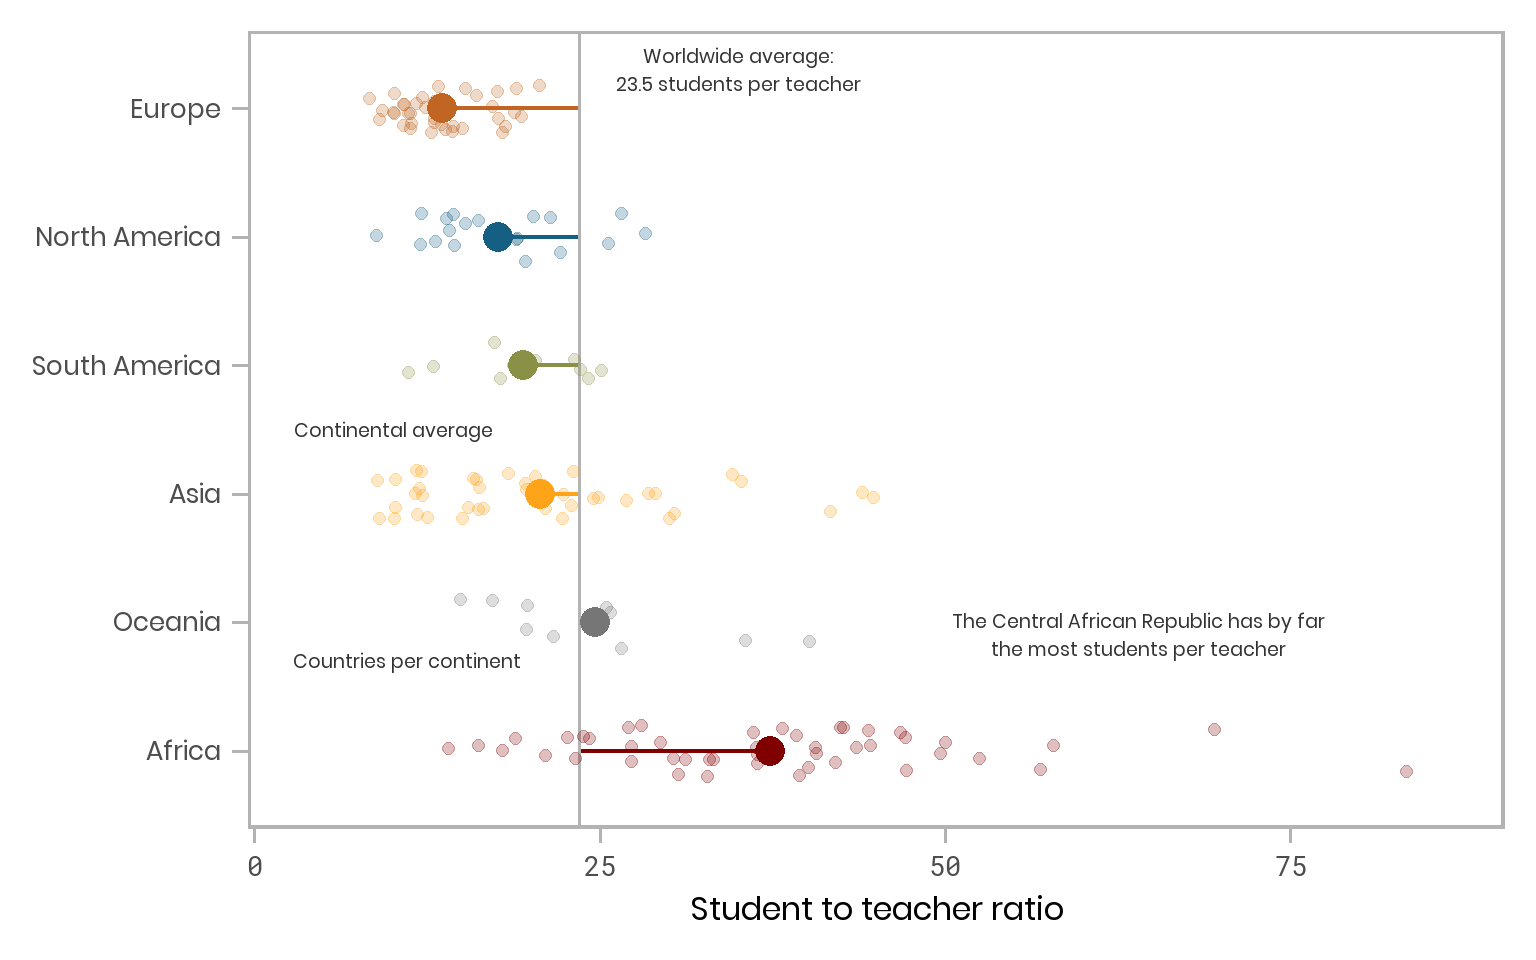 Worldwide average:
23.5 students per teacher
Europe
North America
South America
Continental average
Asia
Oceania
The Central African Republic has by far
the most students per teacher
Countries per continent
Africa
0 25 50 75
Student to teacher ratio